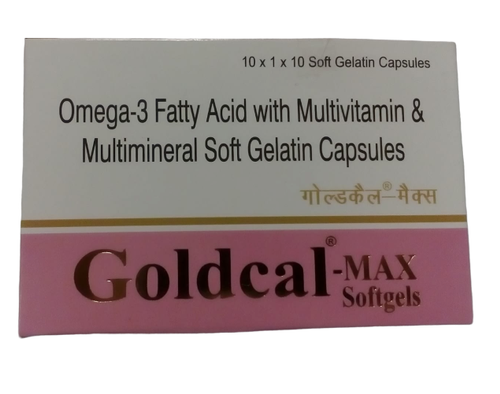 10 x 1 x 10 Soft Gelatin Capsules
Omega-3 Fatty Acid with Multivitamin &
Multimineral Soft Gelatin Capsules
गोल्डकैल®-मैक्स
Goldcal®-MAX
Softgels